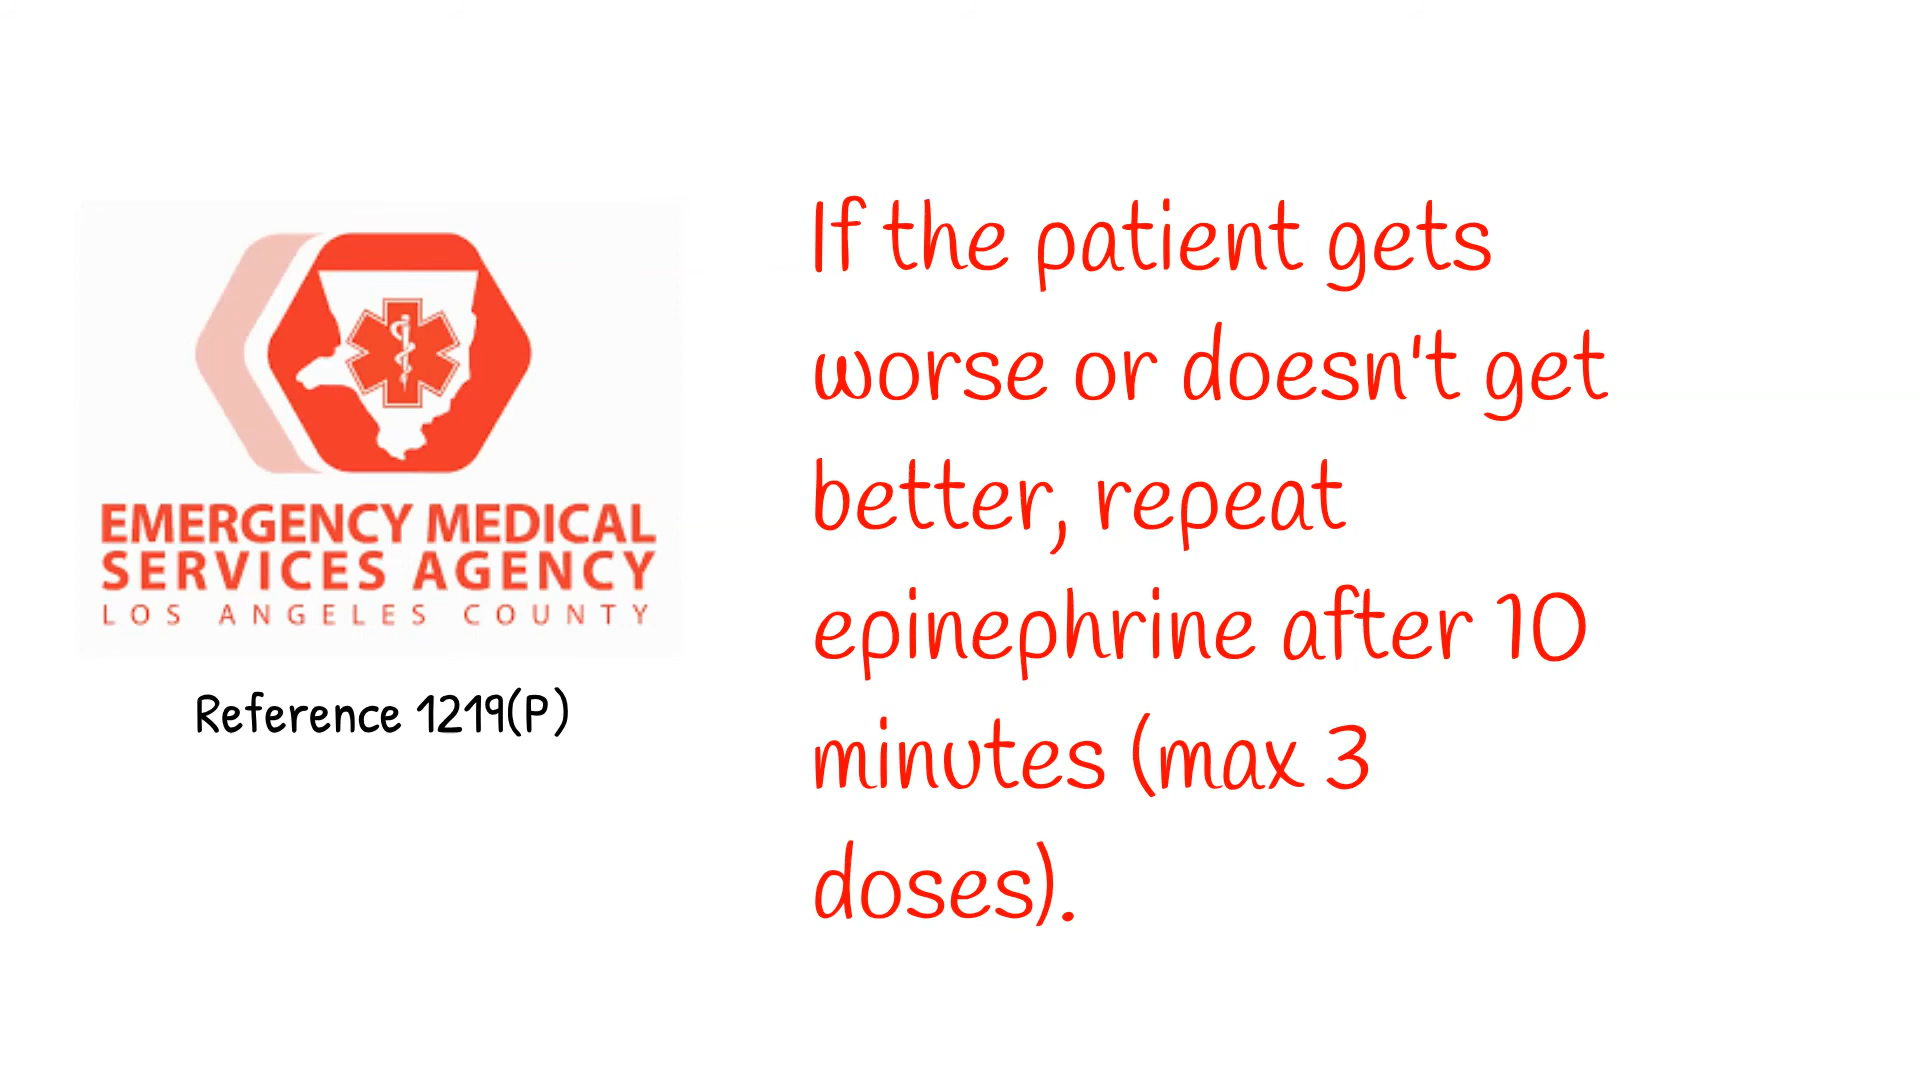 EMERGENCY MEDICAL
SERVICES AGENCY
LOS ANGELES COUNTY
Reference 1219(P)
If the patient gets
worse or doesn't get
better, repeat
epinephrine after 10
minutes (max 3
doses).